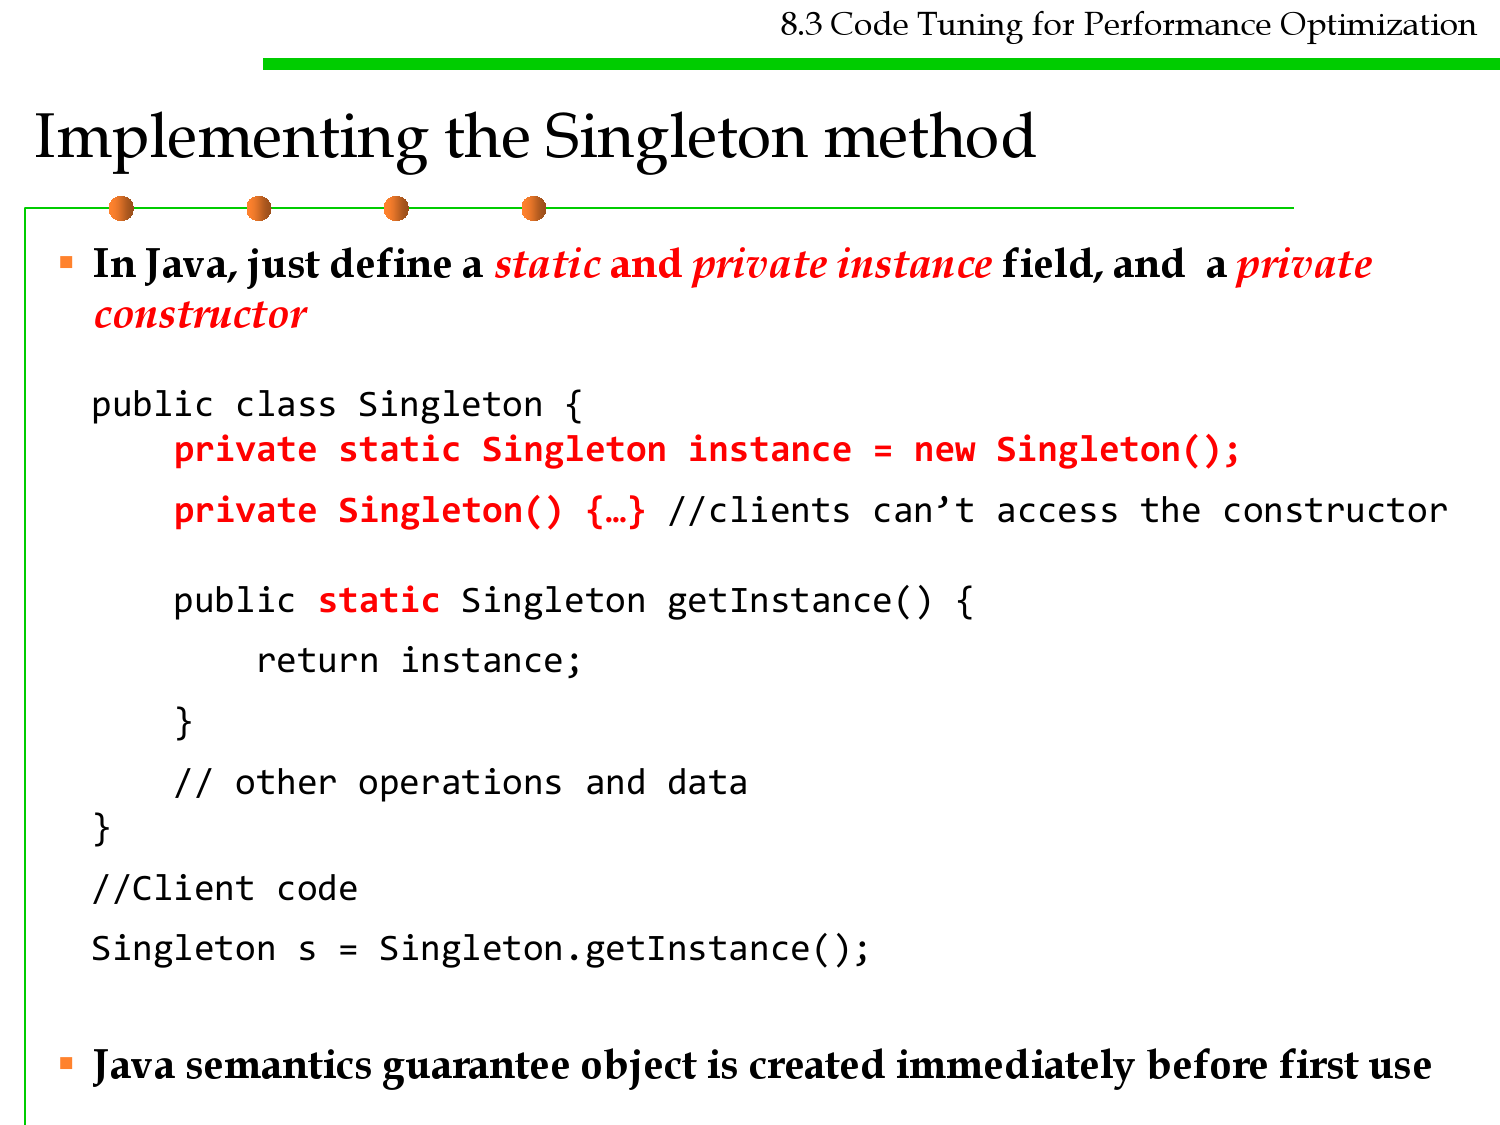 8.3 Code Tuning for Performance Optimization
Implementing the Singleton method
In Java, just define a static and private instance field, and a private
constructor
public class Singleton {
private static Singleton instance = new Singleton();
private Singleton() {…} //clients can’t access the constructor
public static Singleton getInstance() {
return instance;
}
// other operations and data
}
//Client code
Singleton s = Singleton.getInstance();
Java semantics guarantee object is created immediately before first use